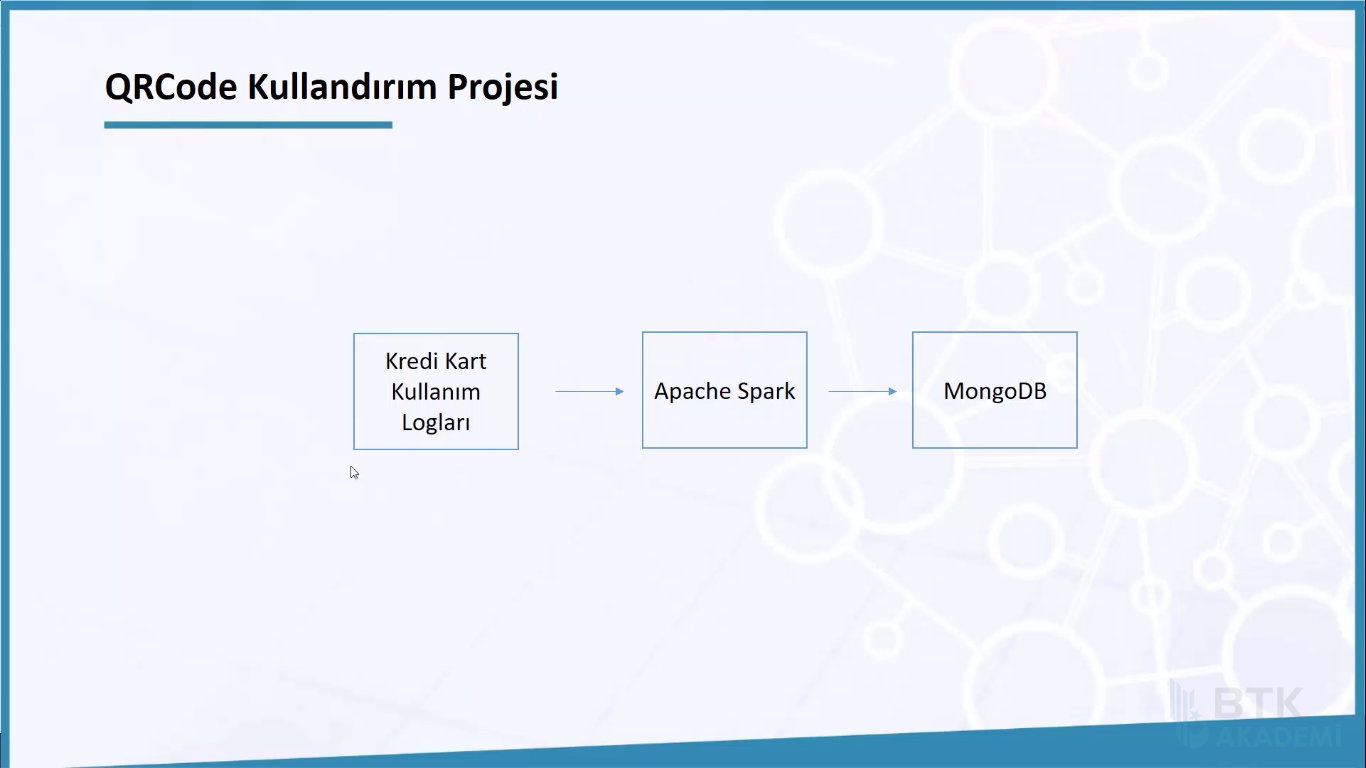 QRCode Kullandırım Projesi
Kredi Kart
Kullanım
Logları
Apache Spark
MongoDB
BTK
AKADEMİ